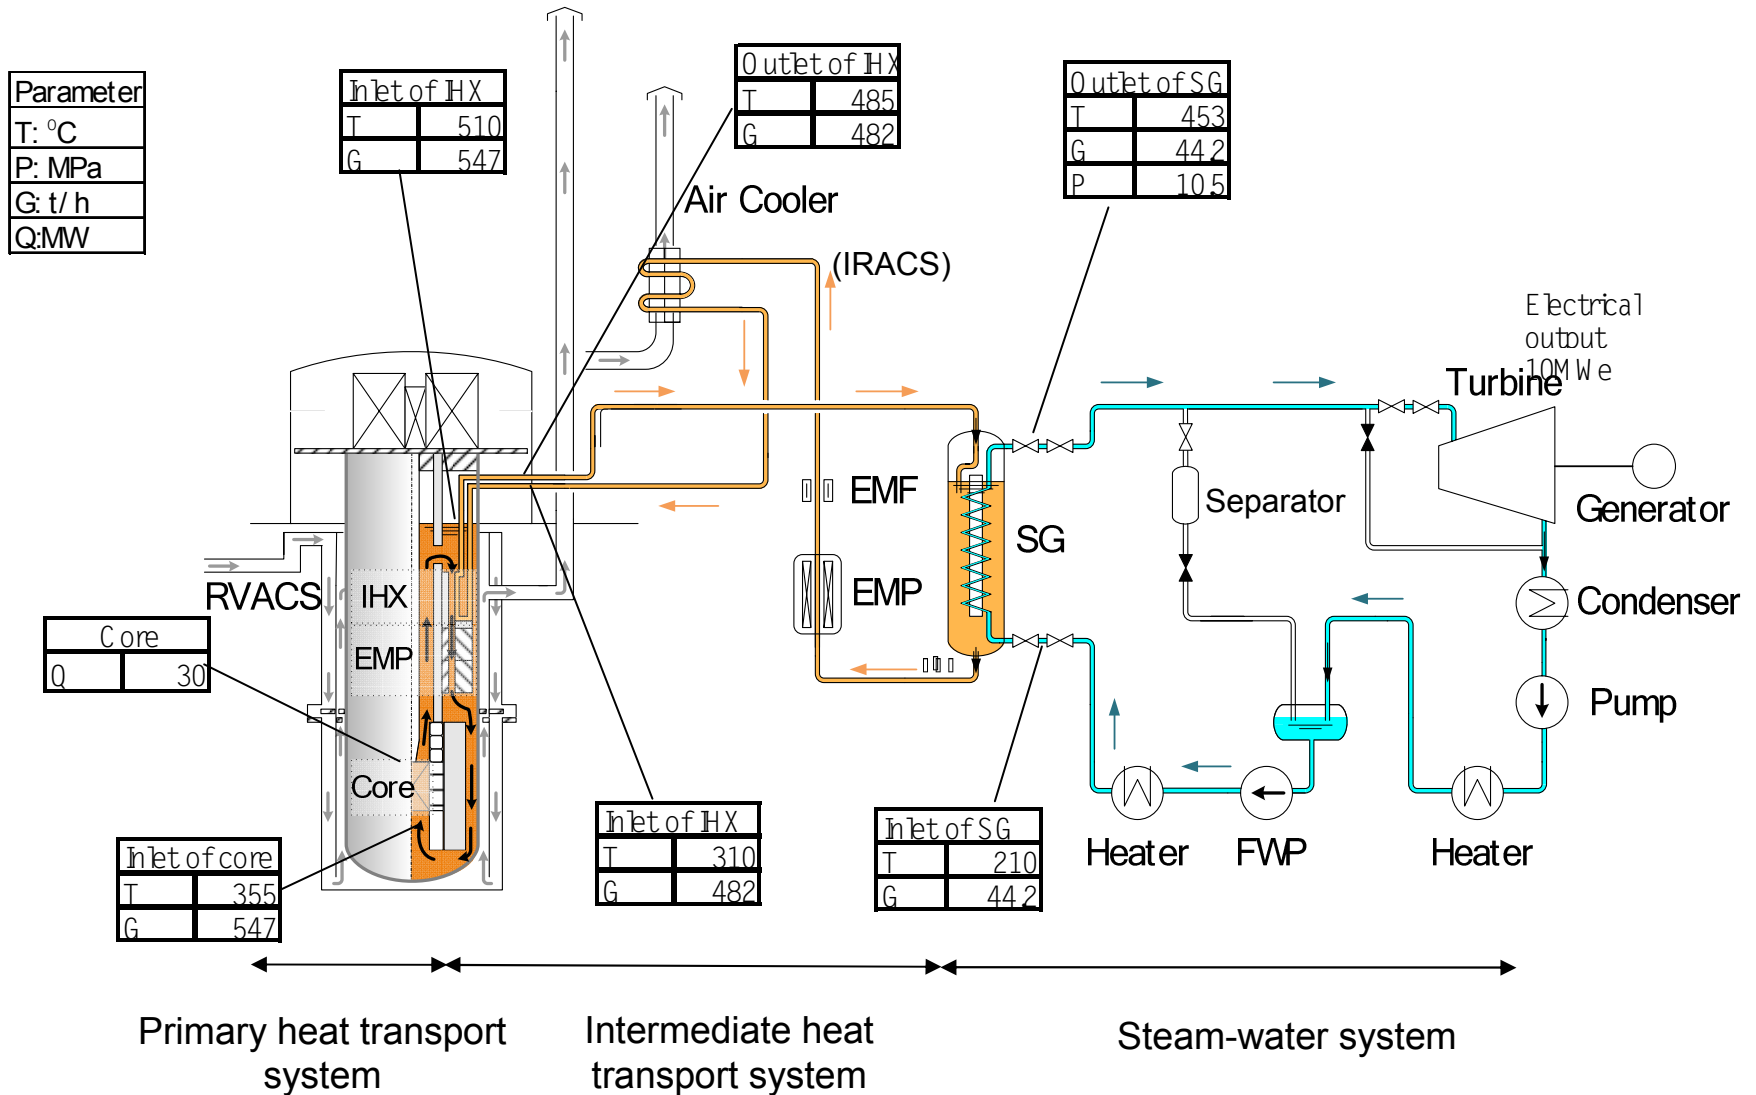 Parameter
T: °C
P: MPa
G: t/h
Q:MW
Inlet of IHX
T 510
G 547
Outlet of IHX
T 485
G 482
Outlet of SG
T 453
G 44.2
P 10.5
Air Cooler
(IRACS)
Electrical
output
10MWe
Turbine
EMF
SG
Separator
Generator
RVACS
IHX
EMP
Condenser
Core
Q 30
EMP
Pump
Core
Inlet of IHX
T 310
G 482
Inlet of SG
T 210
G 44.2
Heater
FWP
Heater
Inlet of core
T 355
G 547
Primary heat transport
system
Intermediate heat
transport system
Steam-water system